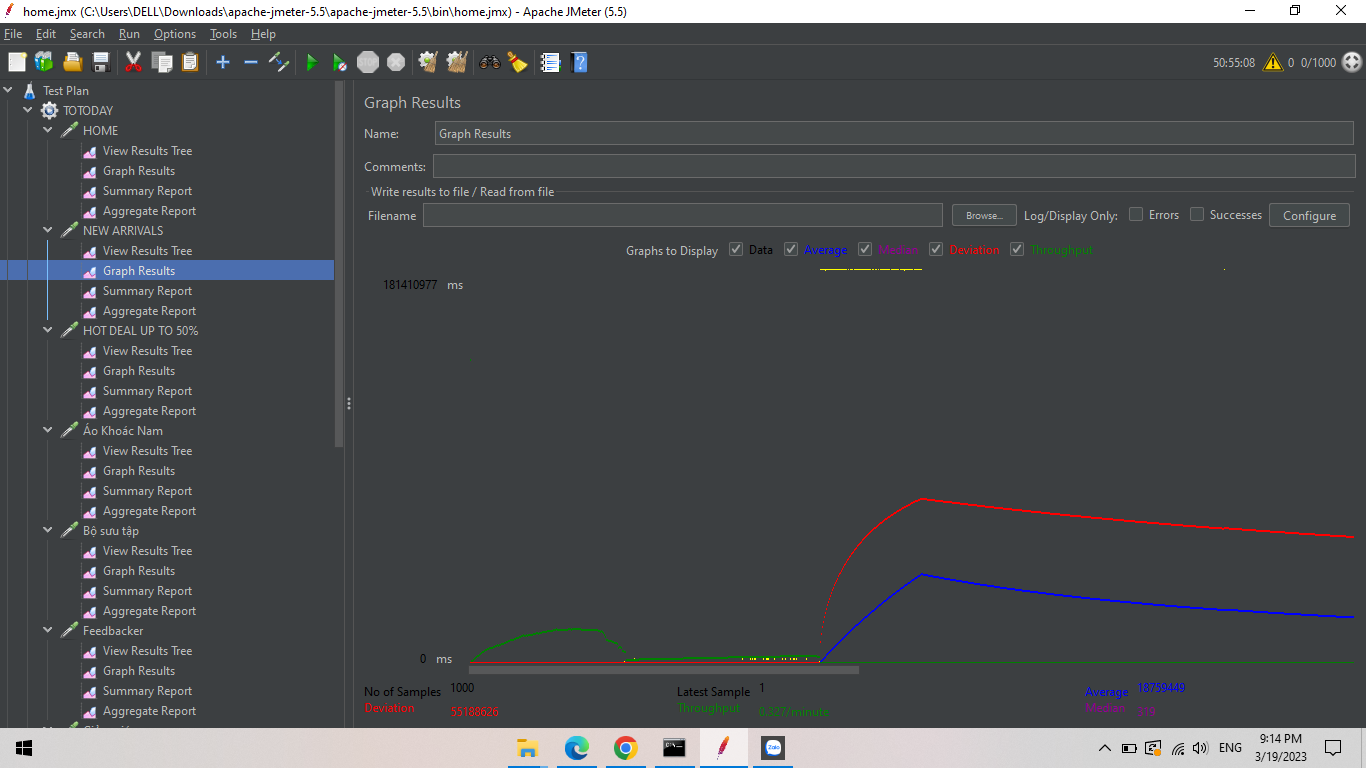 home.jmx (C:\Users\DELL\Downloads\apache-jmeter-5.5\apache-jmeter-5.5\bin\home.jmx) - Apache JMeter (5.5)
File Edit Search Run Options Tools Help
50:55:08 0 0/1000
Test Plan
TOTODAY
HOME
View Results Tree
Graph Results
Summary Report
Aggregate Report
NEW ARRIVALS
View Results Tree
Graph Results
Summary Report
Aggregate Report
HOT DEAL UP TO 50%
View Results Tree
Graph Results
Summary Report
Aggregate Report
Áo Khoác Nam
View Results Tree
Graph Results
Summary Report
Aggregate Report
Bộ sưu tập
View Results Tree
Graph Results
Summary Report
Aggregate Report
Feedbacker
View Results Tree
Graph Results
Summary Report
Aggregate Report
Graph Results
Name: Graph Results
Comments:
Write results to file / Read from file
Filename Browse... Log/Display Only: Errors Successes Configure
Graphs to Display Data Average Median Deviation Throughput
181410977 ms
0 ms
No of Samples 1000 Latest Sample 1 Average 18759449
Deviation 55188626 Throughput 0.327/minute Median
STOP
Zalo
ENG
9:14 PM
3/19/2023